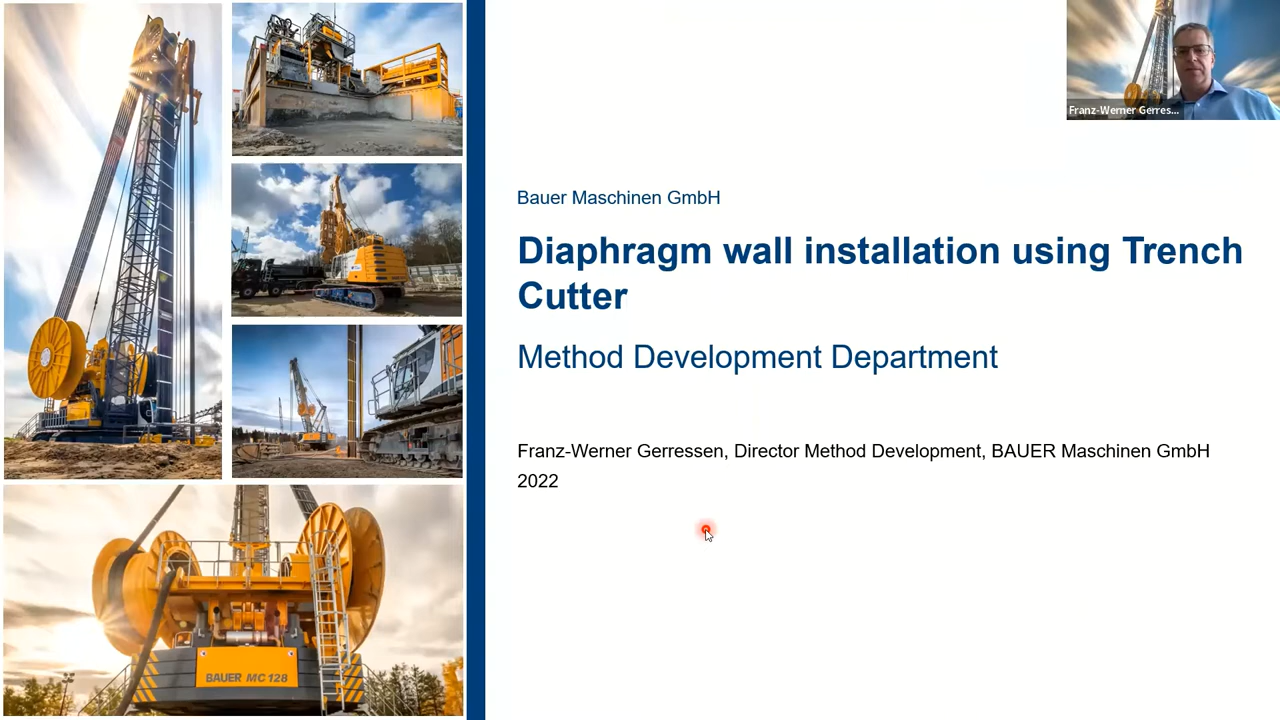 Franz-Werner Gerres...
Bauer Maschinen GmbH
Diaphragm wall installation using Trench
Cutter
Method Development Department
Franz-Werner Gerressen, Director Method Development, BAUER Maschinen GmbH
2022
BAUER MC 128